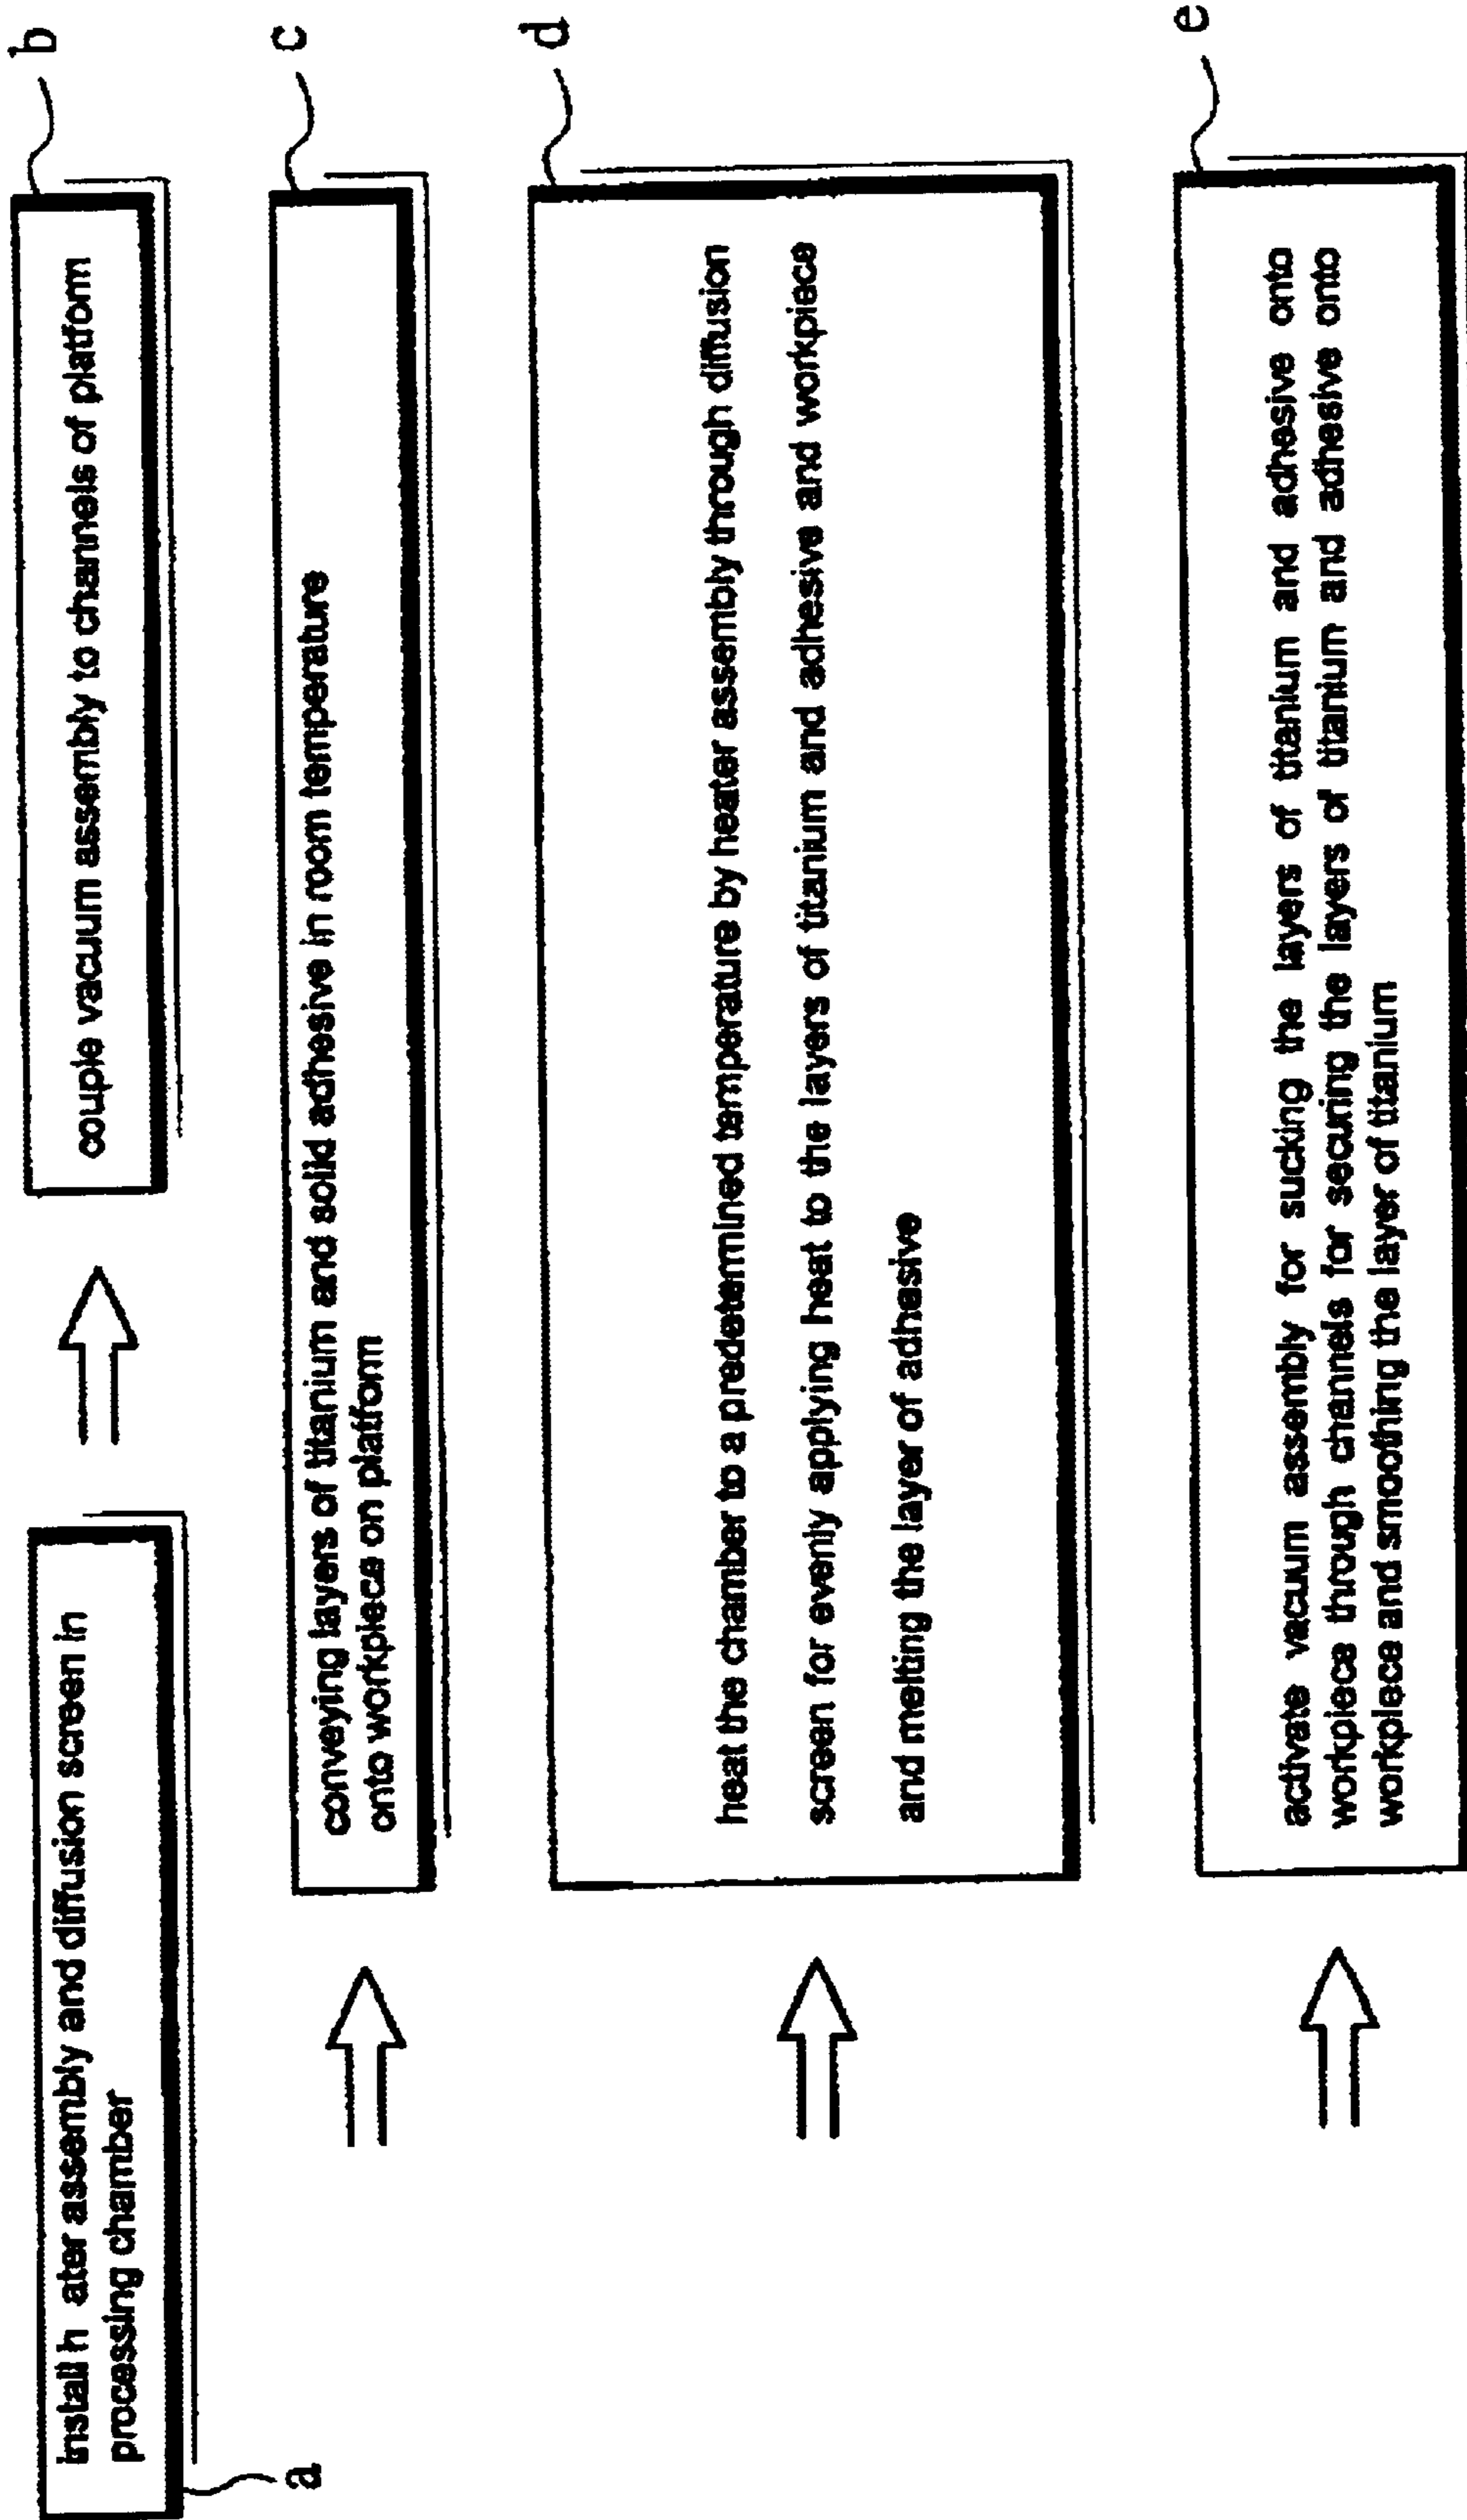 a
install h ater assembly and diffusion screen in
processing chamber
b
couple vacuum assembly to channels of platform
c
conveying layers of titanium and solid adhesive in room temperature
onto workpiece on platform
d
heat the chamber to a predetermined temperature by heater assembly through diffusion
screen for evenly applying heat to the layers of titanium and adhesive and workpiece
and melting the layer of adhesive
e
activate vacuum assembly for sucking the layers of titanium and adhesive onto
workpiece through channels for securing the layers of titanium and adhesive onto
workpiece and smoothing the layer of titanium